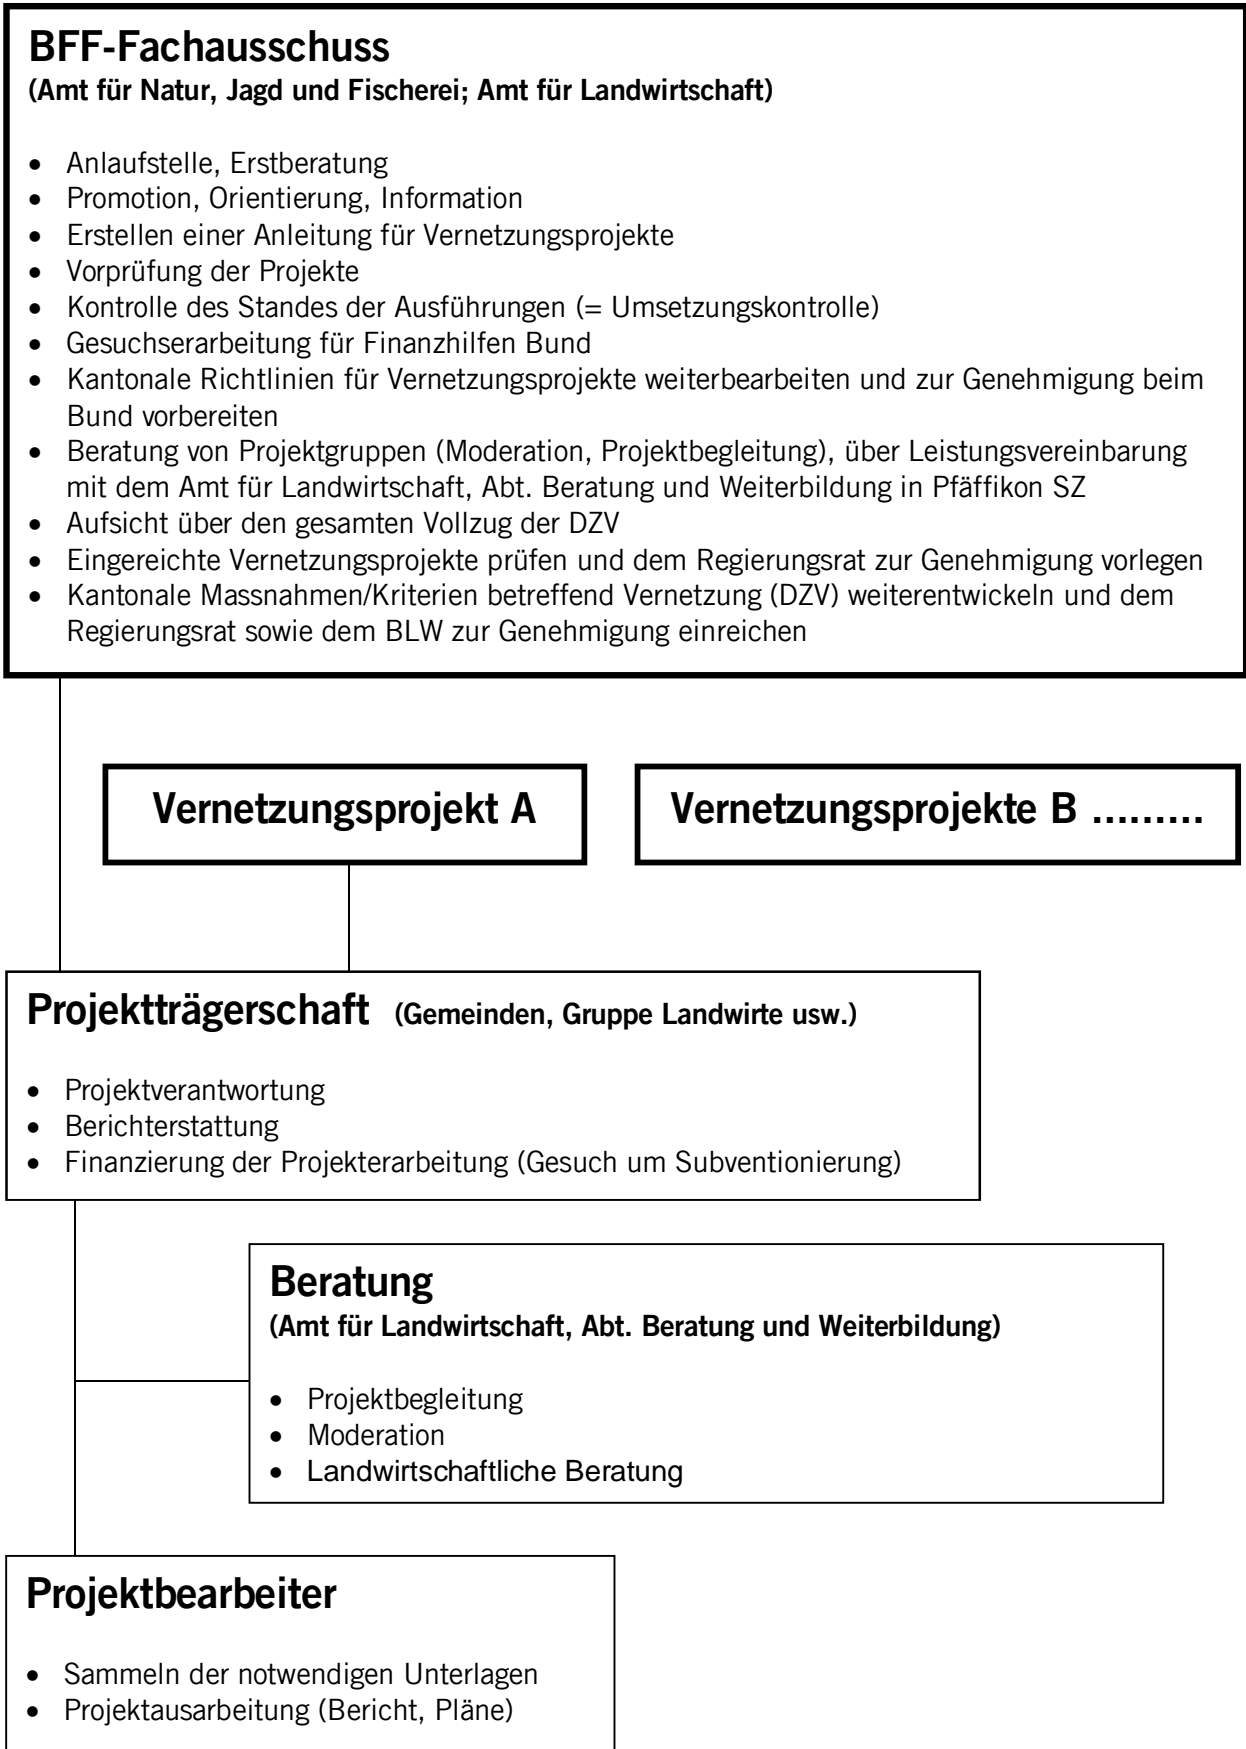 BFF-Fachausschuss
(Amt für Natur, Jagd und Fischerei; Amt für Landwirtschaft)
• Anlaufstelle, Erstberatung
• Promotion, Orientierung, Information
• Erstellen einer Anleitung für Vernetzungsprojekte
• Vorprüfung der Projekte
• Kontrolle des Standes der Ausführungen (= Umsetzungskontrolle)
• Gesuchserarbeitung für Finanzhilfen Bund
• Kantonale Richtlinien für Vernetzungsprojekte weiterbearbeiten und zur Genehmigung beim
Bund vorbereiten
• Beratung von Projektgruppen (Moderation, Projektbegleitung), über Leistungsvereinbarung
mit dem Amt für Landwirtschaft, Abt. Beratung und Weiterbildung in Pfäffikon SZ
• Aufsicht über den gesamten Vollzug der DZV
• Eingereichte Vernetzungsprojekte prüfen und dem Regierungsrat zur Genehmigung vorlegen
• Kantonale Massnahmen/Kriterien betreffend Vernetzung (DZV) weiterentwickeln und dem
Regierungsrat sowie dem BLW zur Genehmigung einreichen
Vernetzungsprojekt A
Vernetzungsprojekte B .........
Projektträgerschaft (Gemeinden, Gruppe Landwirte usw.)
• Projektverantwortung
• Berichterstattung
• Finanzierung der Projekterarbeitung (Gesuch um Subventionierung)
Beratung
(Amt für Landwirtschaft, Abt. Beratung und Weiterbildung)
• Projektbegleitung
• Moderation
• Landwirtschaftliche Beratung
Projektbearbeiter
• Sammeln der notwendigen Unterlagen
• Projektausarbeitung (Bericht, Pläne)